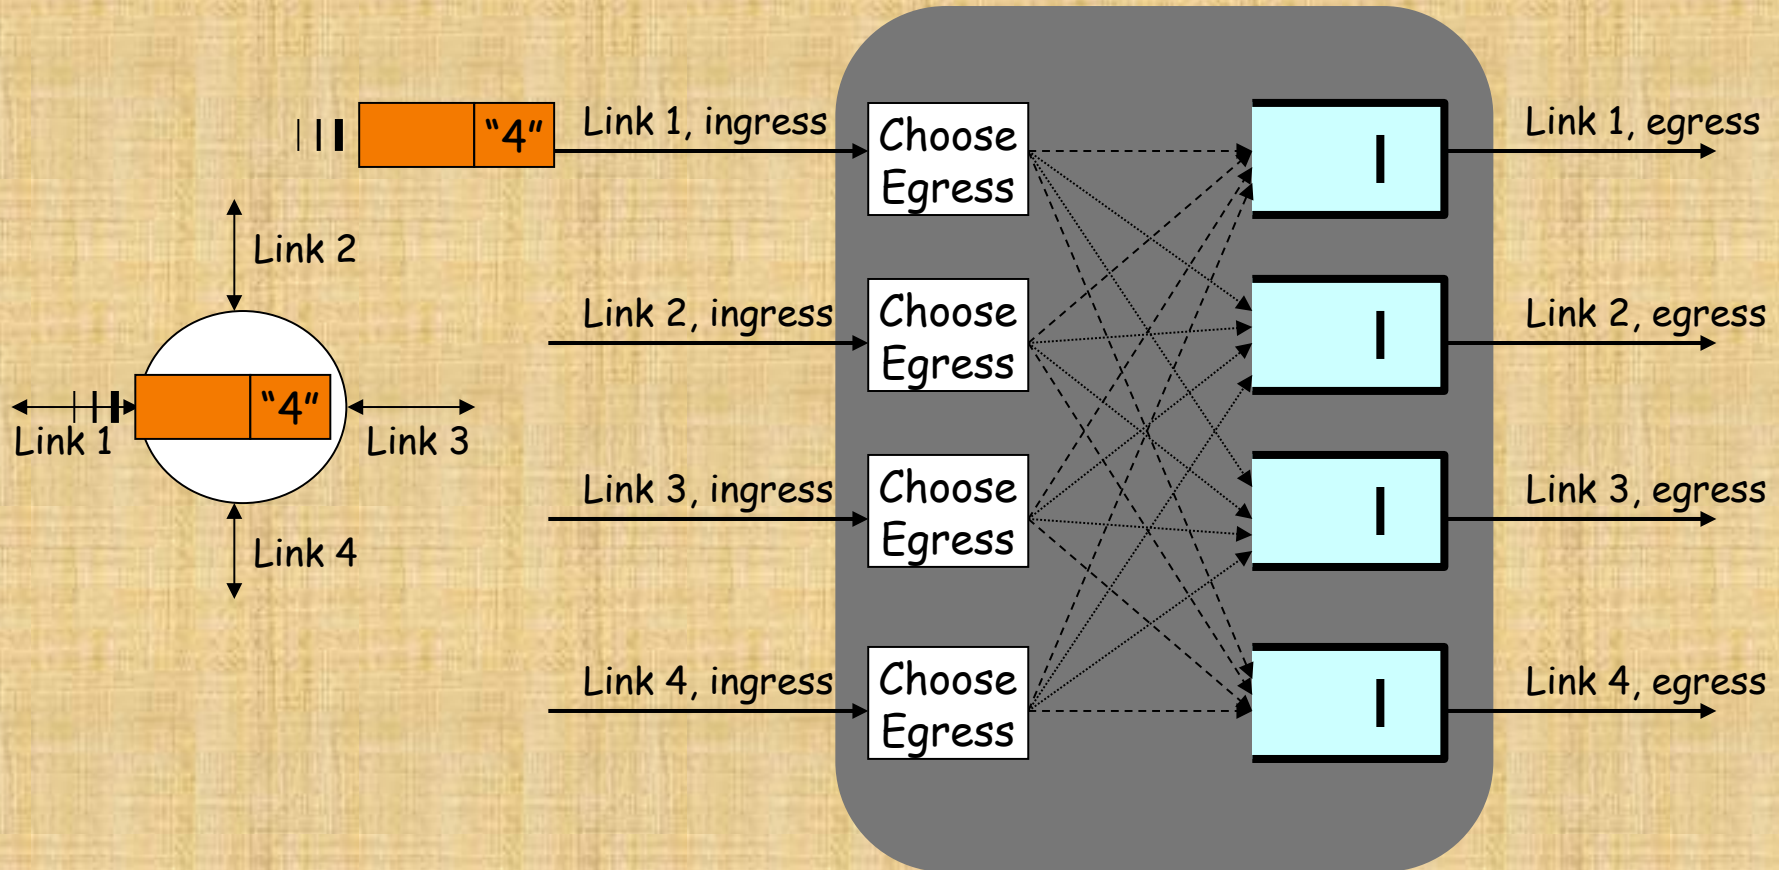 “4”
Link 1, ingress
Choose
Egress
Link 1, egress
Link 2
Link 2, ingress
Choose
Egress
Link 2, egress
“4”
Link 1
Link 3
Link 3, ingress
Choose
Egress
Link 3, egress
Link 4
Link 4, ingress
Choose
Egress
Link 4, egress